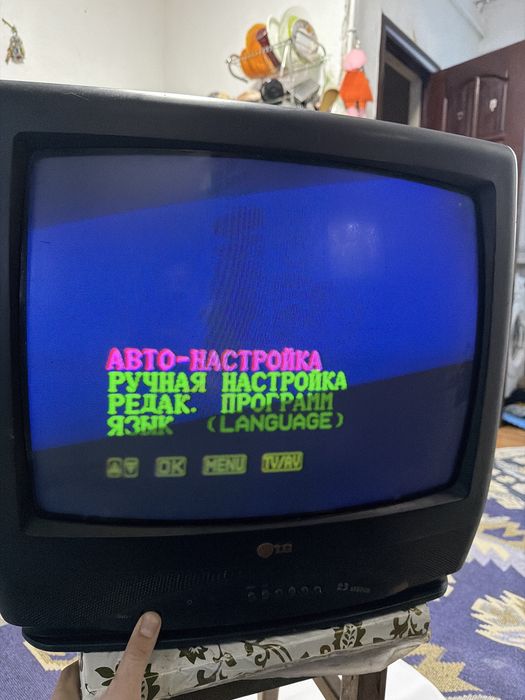 АВТО-НАСТРОЙКА
РУЧНАЯ НАСТРОЙКА
РЕДАК. ПРОГРАММ
ЯЗЫК (LANGUAGE)
▲▼ OK MENU TV/AV
LG